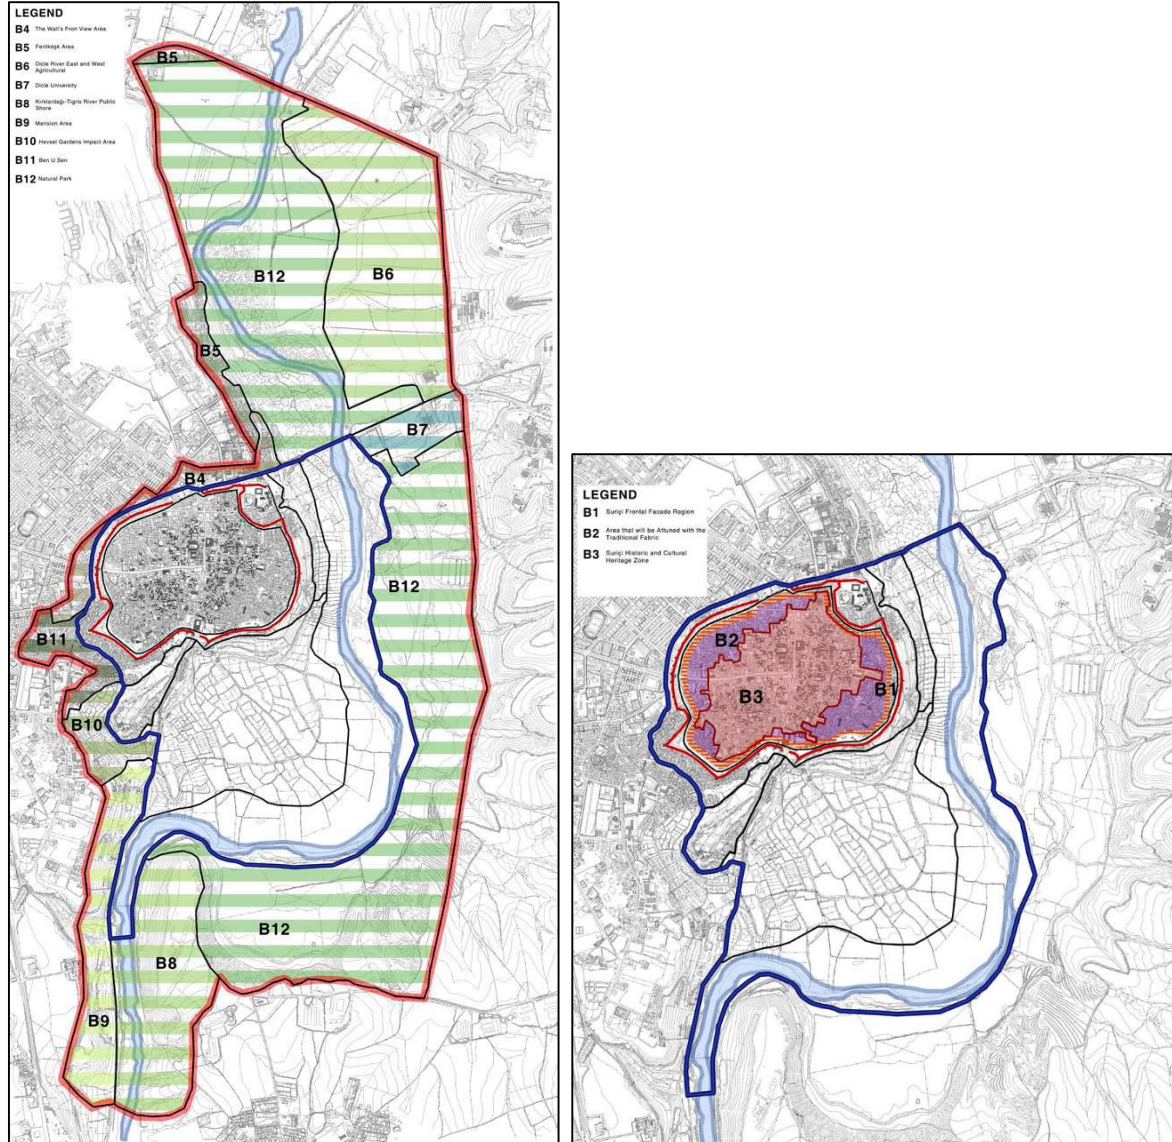 LEGEND
B4 The Wall's Fron View Area
B5 Feritköşk Area
B6 Dicle River East and West
Agricultural
B7 Dicle University
B8 Kırklardağı-Tigris River Public
Shore
B9 Mansion Area
B10 Hevsel Gardens Impact Area
B11 Ben U Sen
B12 Natural Park
B5
B12
B6
B5
B7
B4
B12
B11
B10
B12
B8
B9
LEGEND
B1 Suriçi Frontal Facade Region
B2 Area that will be Attuned with the
Traditional Fabric
B3 Suriçi Historic and Cultural
Heritage Zone
B2
B1
B3